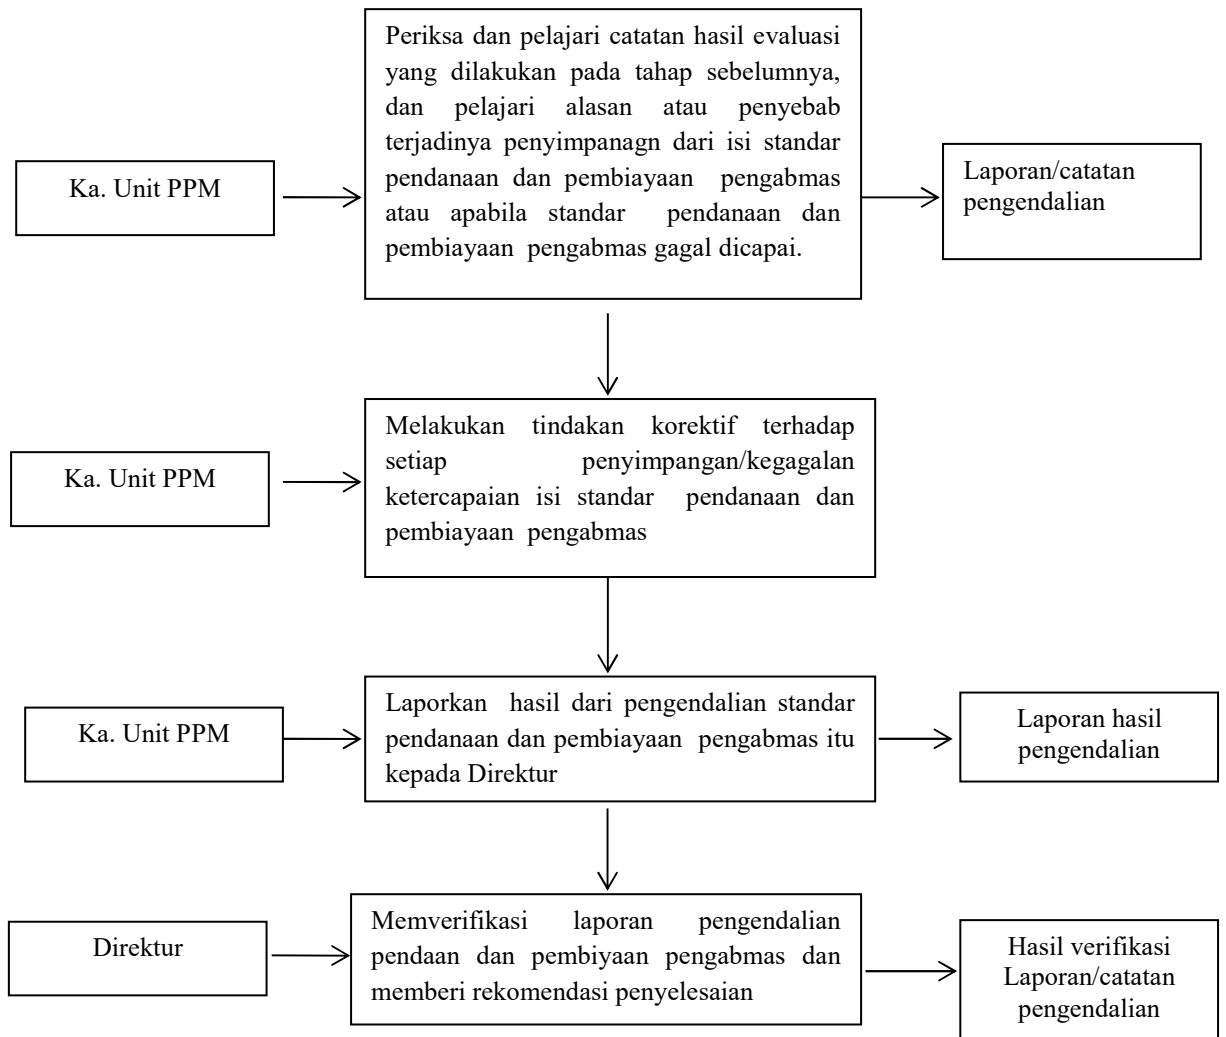 Periksa dan pelajari catatan hasil evaluasi
yang dilakukan pada tahap sebelumnya,
dan pelajari alasan atau penyebab
terjadinya penyimpanagn dari isi standar
pendanaan dan pembiayaan pengabmas
atau apabila standar pendanaan dan
pembiayaan pengabmas gagal dicapai.
Ka. Unit PPM
Laporan/catatan
pengendalian
Ka. Unit PPM
Melakukan tindakan korektif terhadap
setiap penyimpangan/kegagalan
ketercapaian isi standar pendanaan dan
pembiayaan pengabmas
Ka. Unit PPM
Laporkan hasil dari pengendalian standar
pendanaan dan pembiayaan pengabmas itu
kepada Direktur
Laporan hasil
pengendalian
Direktur
Memverifikasi laporan pengendalian
pendaan dan pembiyaan pengabmas dan
memberi rekomendasi penyelesaian
Hasil verifikasi
Laporan/catatan
pengendalian